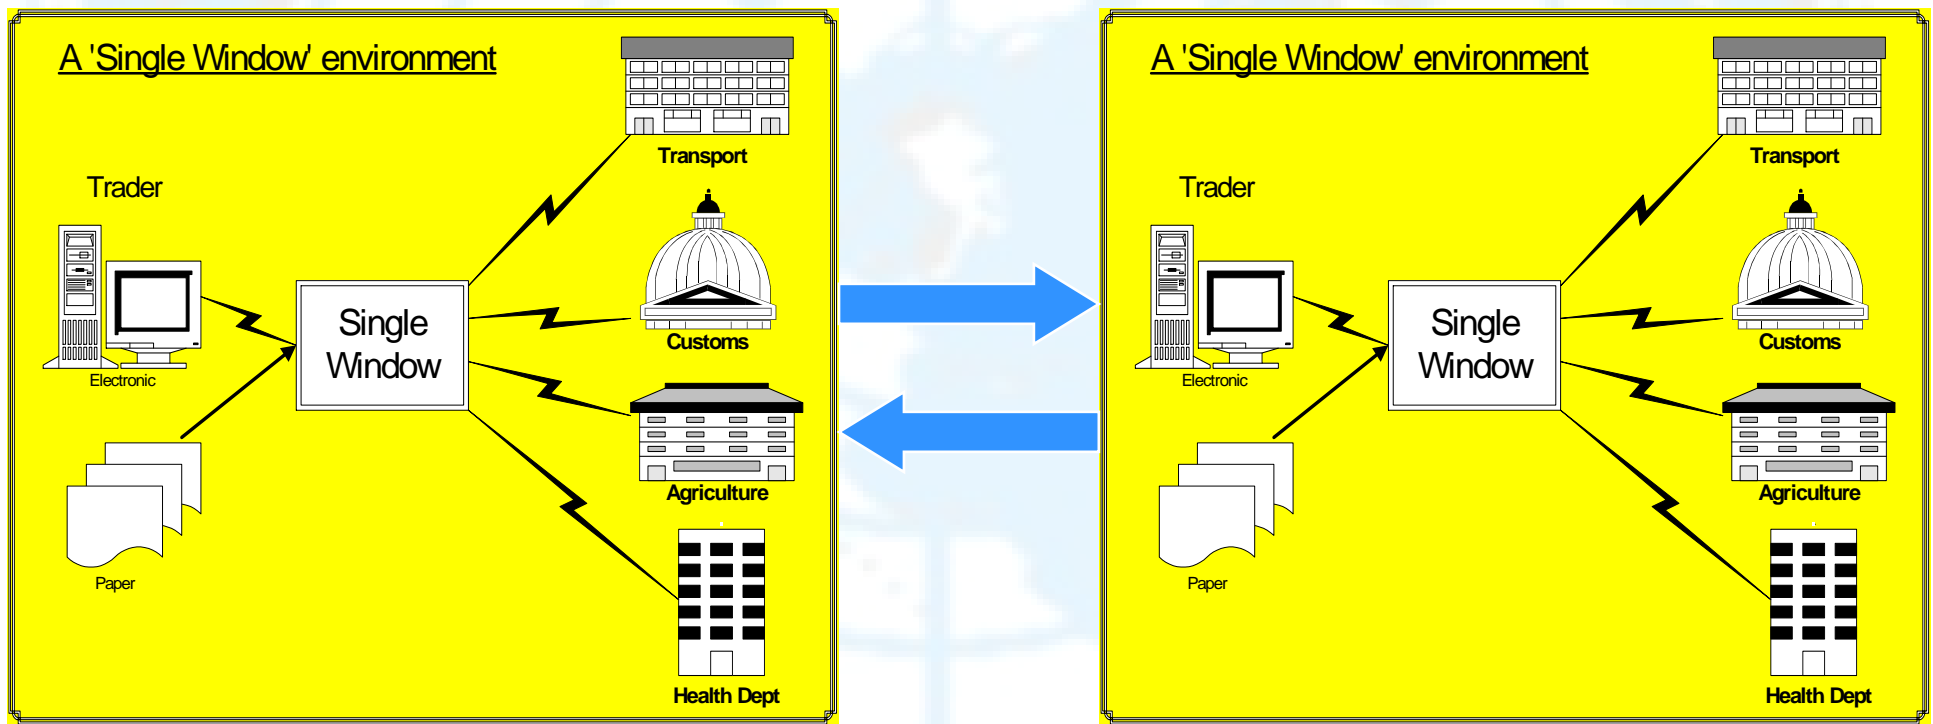 A 'Single Window' environment
Transport
Trader
Customs
Single
Window
Electronic
Agriculture
Paper
Health Dept
A 'Single Window' environment
Transport
Trader
Customs
Single
Window
Electronic
Agriculture
Paper
Health Dept